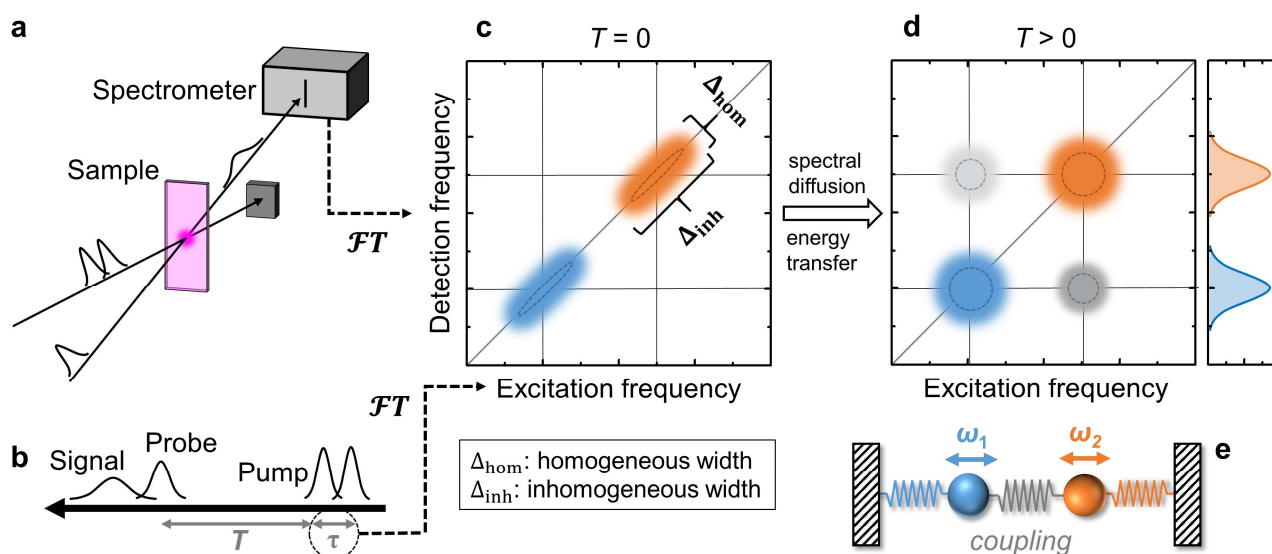 a
Spectrometer
Sample
ℱT
b
Signal
Probe
Pump
T
τ
ℱT
c
T = 0
Δhom
Δinh
Detection frequency
Excitation frequency
Δhom: homogeneous width
Δinh: inhomogeneous width
spectral
diffusion
energy
transfer
d
T > 0
Excitation frequency
e
ω1
ω2
coupling